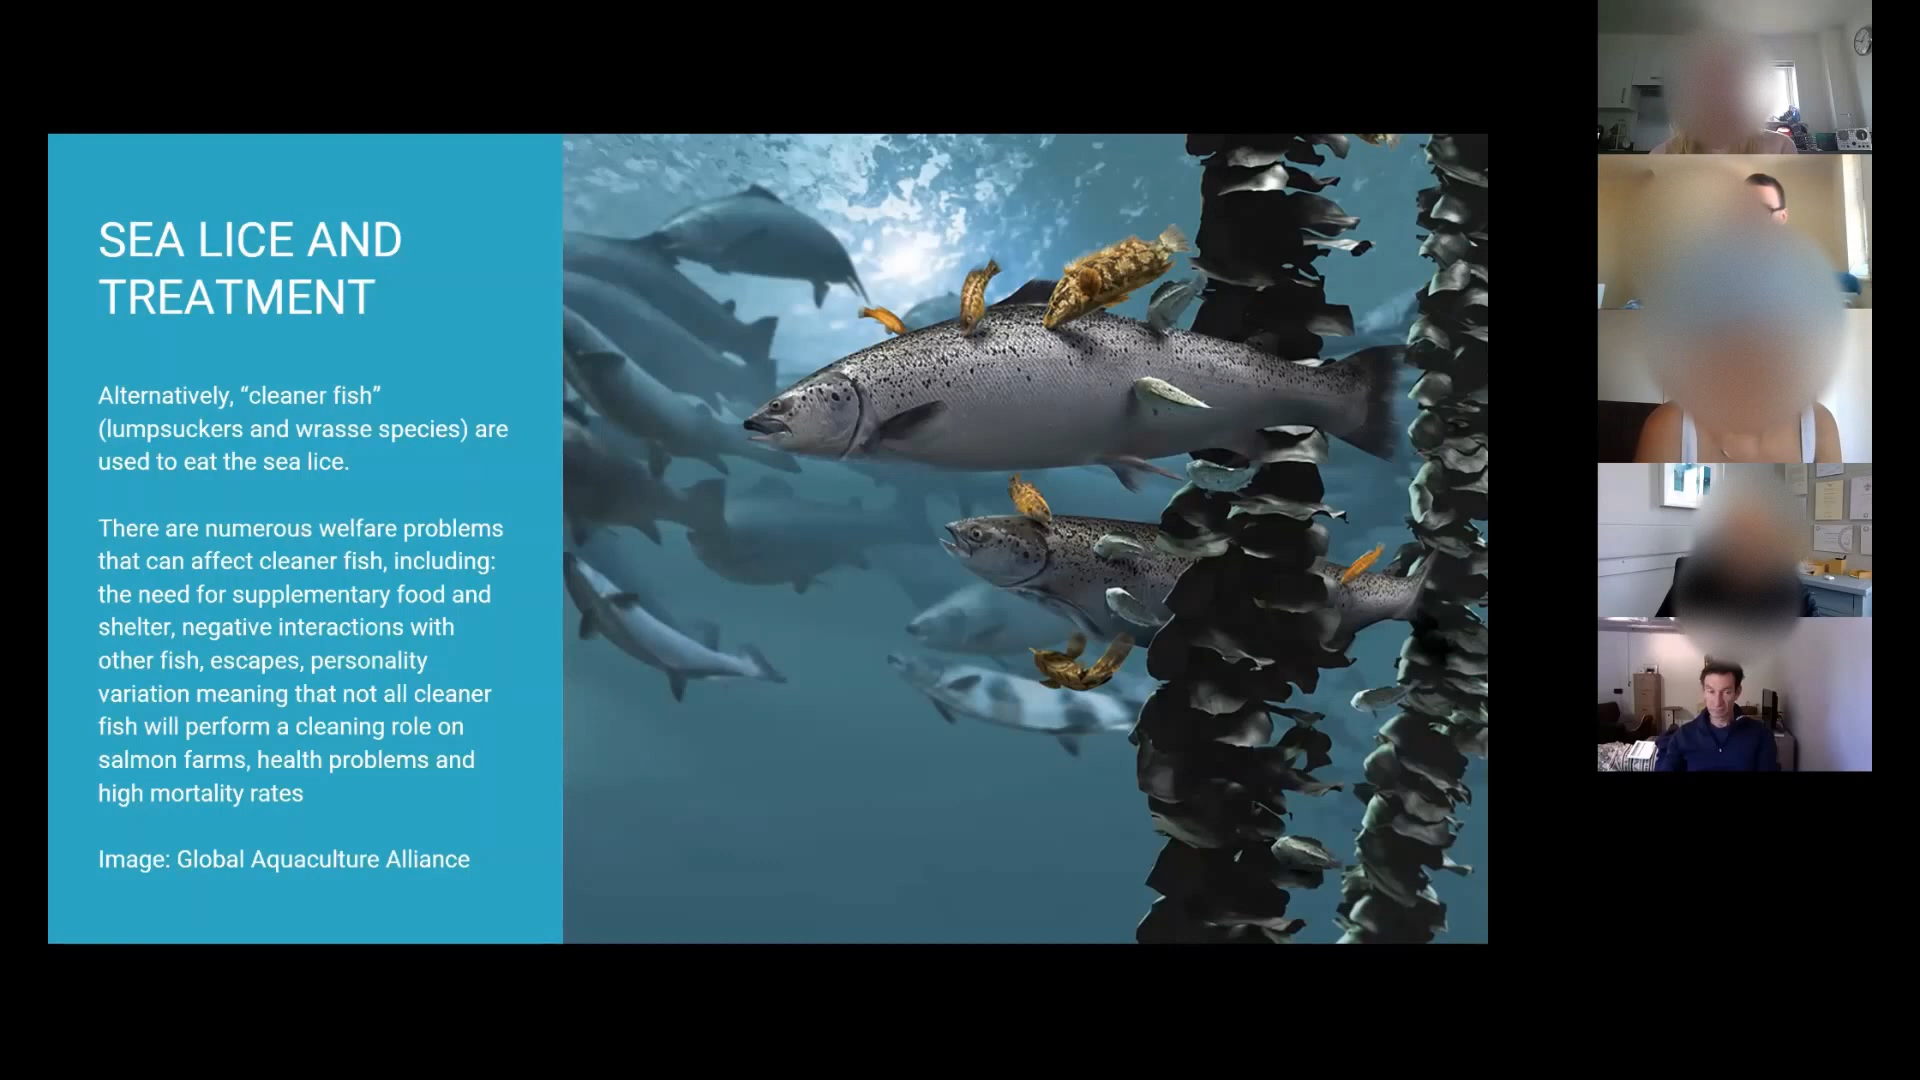 SEA LICE AND
TREATMENT
Alternatively, “cleaner fish”
(lumpsuckers and wrasse species) are
used to eat the sea lice.
There are numerous welfare problems
that can affect cleaner fish, including:
the need for supplementary food and
shelter, negative interactions with
other fish, escapes, personality
variation meaning that not all cleaner
fish will perform a cleaning role on
salmon farms, health problems and
high mortality rates
Image: Global Aquaculture Alliance